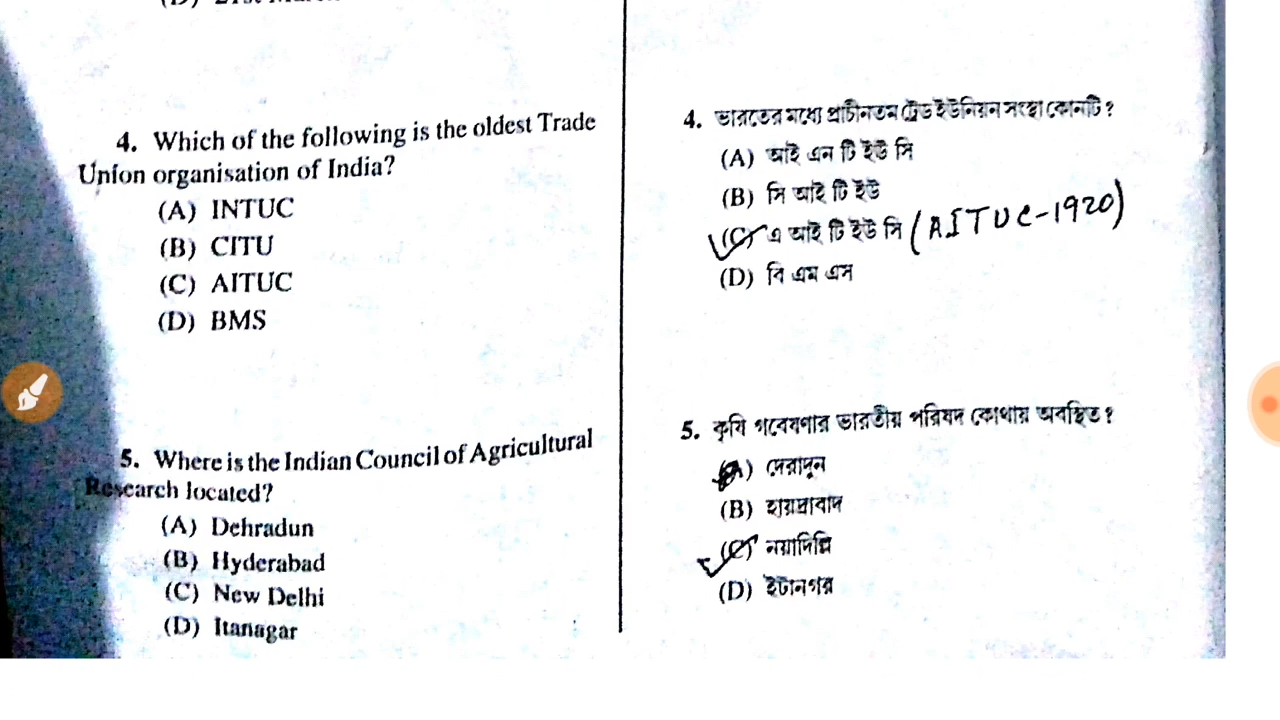 4. Which of the following is the oldest Trade
Union organisation of India?
(A) INTUC
(B) CITU
(C) AITUC
(D) BMS
5. Where is the Indian Council of Agricultural
Research located?
(A) Dehradun
(B) Hyderabad
(C) New Delhi
(D) Itanagar
4. ভারতের মধ্যে প্রাচীনতম ট্রেড ইউনিয়ন সংস্থা কোনটি ?
(A) আই এন টি ইউ সি
(B) সি আই টি ইউ
(C) এ আই টি ইউ সি (AITUC-1920)
(D) বি এম এস
5. কৃষি গবেষণার ভারতীয় পরিষদ কোথায় অবস্থিত ?
(A) দেরাদুন
(B) হায়দ্রাবাদ
(C) নয়াদিল্লি
(D) ইটানগর